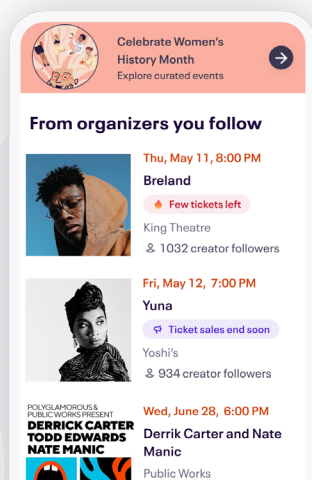 Celebrate Women's
History Month
Explore curated events
From organizers you follow
Thu, May 11, 8:00 PM
Breland
Few tickets left
King Theatre
1032 creator followers
Fri, May 12, 7:00 PM
Yuna
Ticket sales end soon
Yoshi's
934 creator followers
POLYGLAMOROUS &
PUBLIC WORKS PRESENT
DERRICK CARTER
TODD EDWARDS
NATE MANIC
Wed, June 28, 6:00 PM
Derrik Carter and Nate
Manic
Public Works